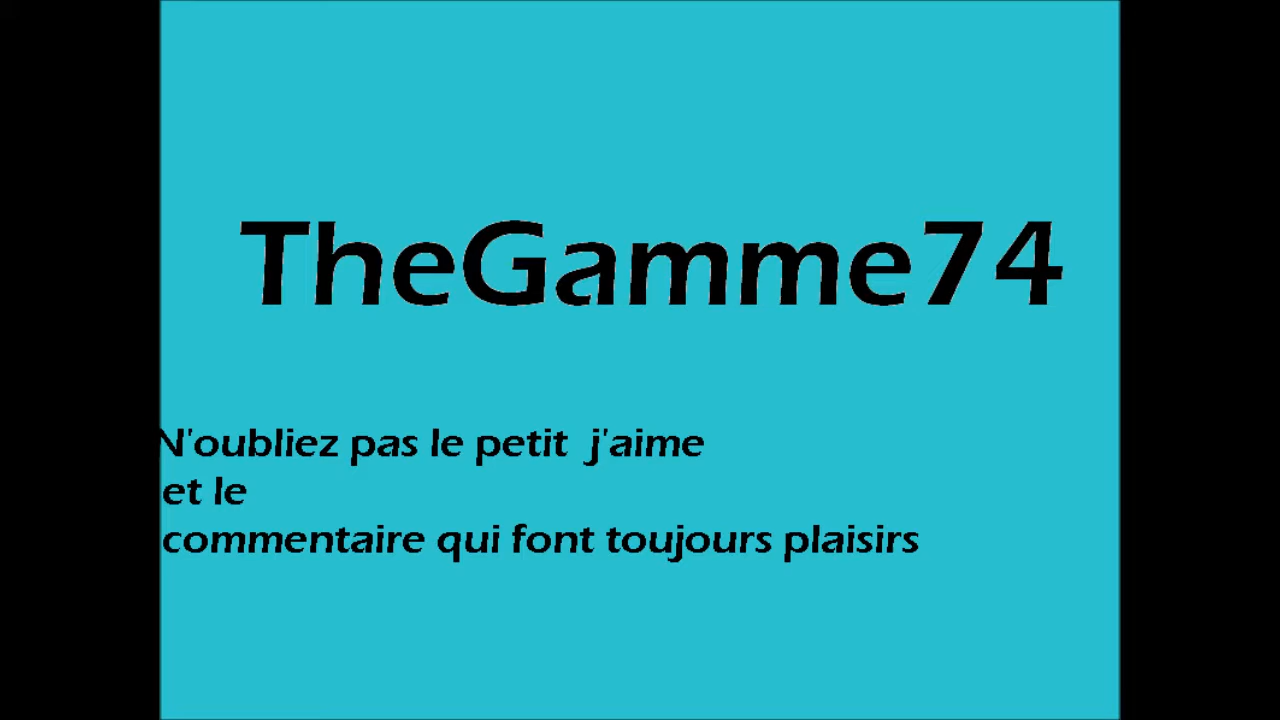 TheGamme74
N'oubliez pas le petit j'aime
et le
commentaire qui font toujours plaisirs